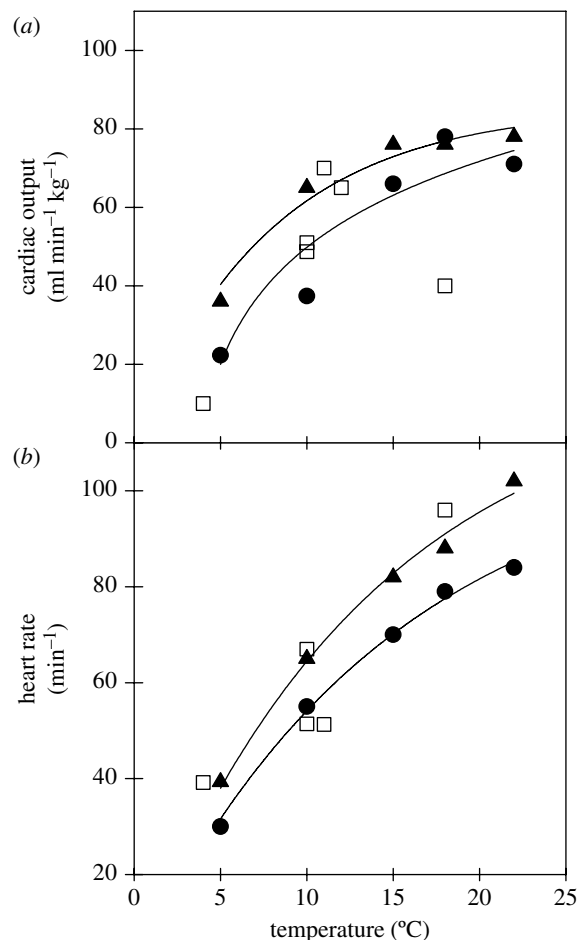 (a)
100
80
60
40
20
0
cardiac output
(ml min⁻¹ kg⁻¹)
(b)
100
80
60
40
20
heart rate
(min⁻¹)
0 5 10 15 20 25
temperature (ºC)